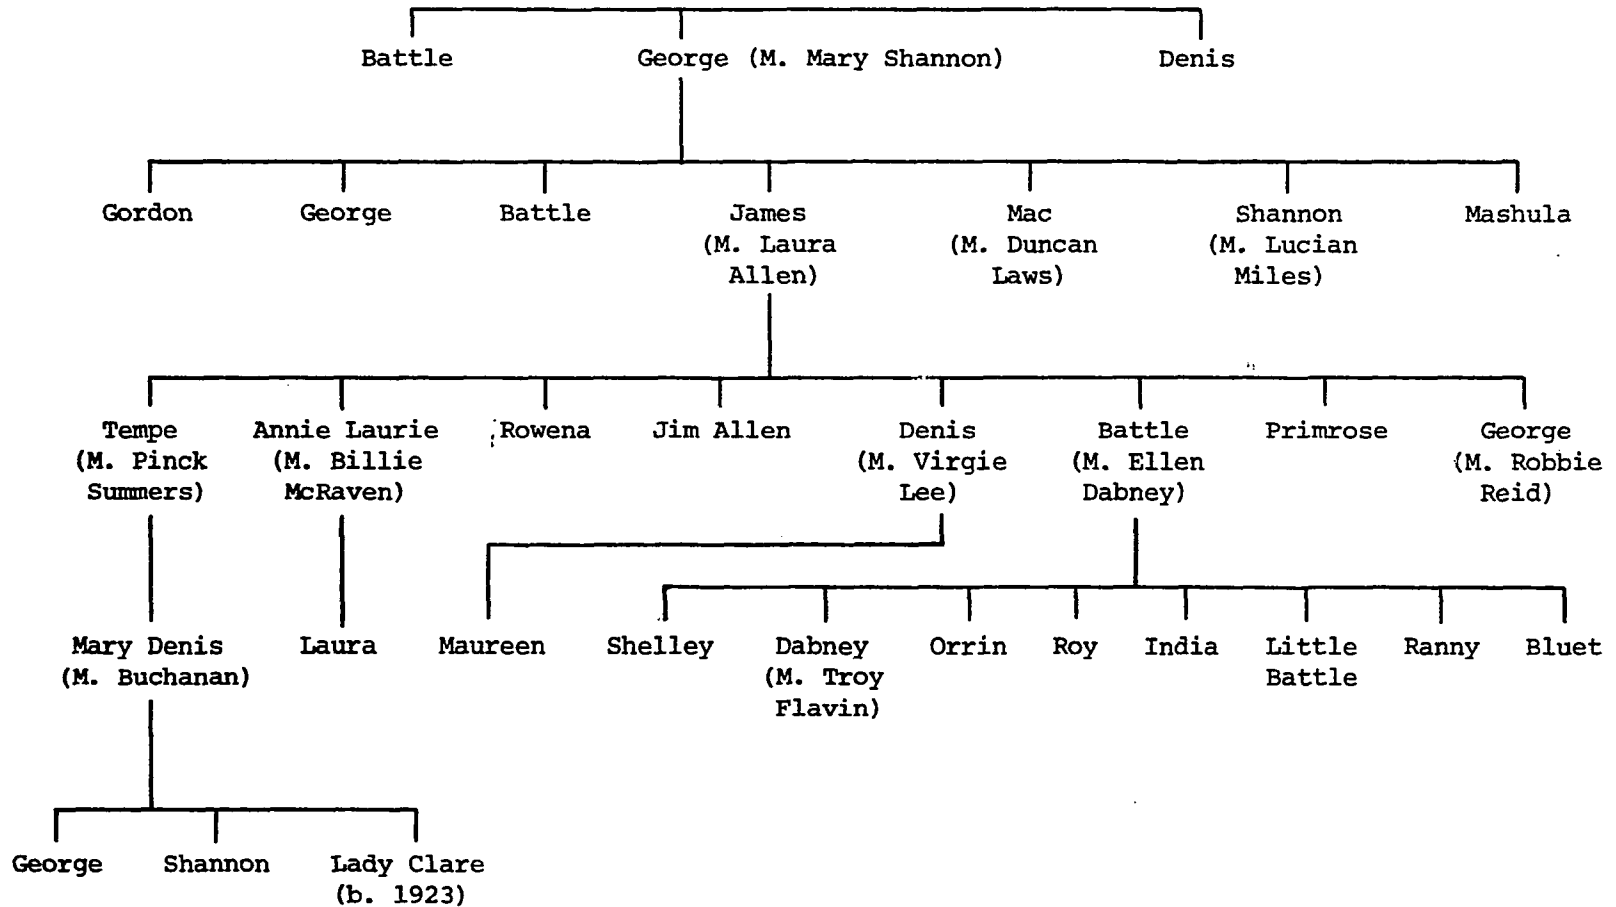 Battle George (M. Mary Shannon) Denis
Gordon George Battle James Mac Shannon Mashula
(M. Laura (M. Duncan (M. Lucian
Allen) Laws) Miles)
Tempe Annie Laurie Rowena Jim Allen Denis Battle Primrose George
(M. Pinck (M. Billie (M. Virgie (M. Ellen (M. Robbie
Summers) McRaven) Lee) Dabney) Reid)
Mary Denis Laura Maureen Shelley Dabney Orrin Roy India Little Ranny Bluet
(M. Buchanan) (M. Troy Battle
Flavin)
George Shannon Lady Clare
(b. 1923)